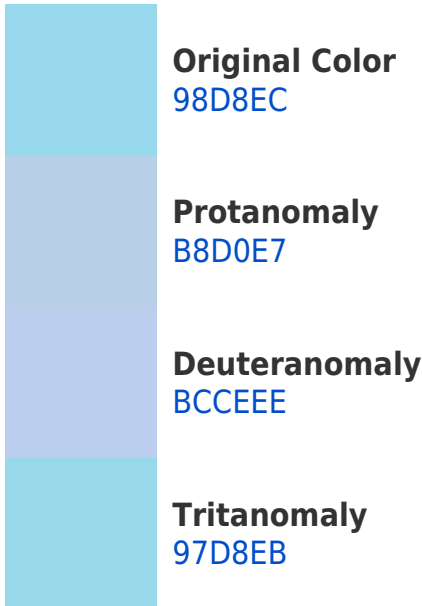 Original Color
98D8EC
Protanomaly
B8D0E7
Deuteranomaly
BCCEEE
Tritanomaly
97D8EB